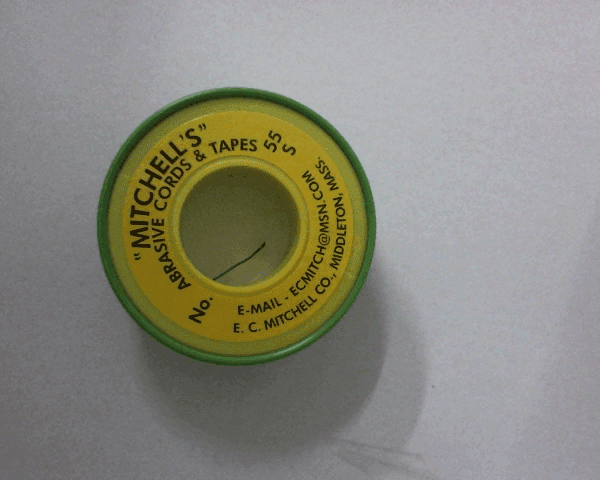 "MITCHELL'S"
ABRASIVE CORDS & TAPES
No. 55
S
E-MAIL - ECMITCH@MSN.COM
E. C. MITCHELL CO., MIDDLETON, MASS.